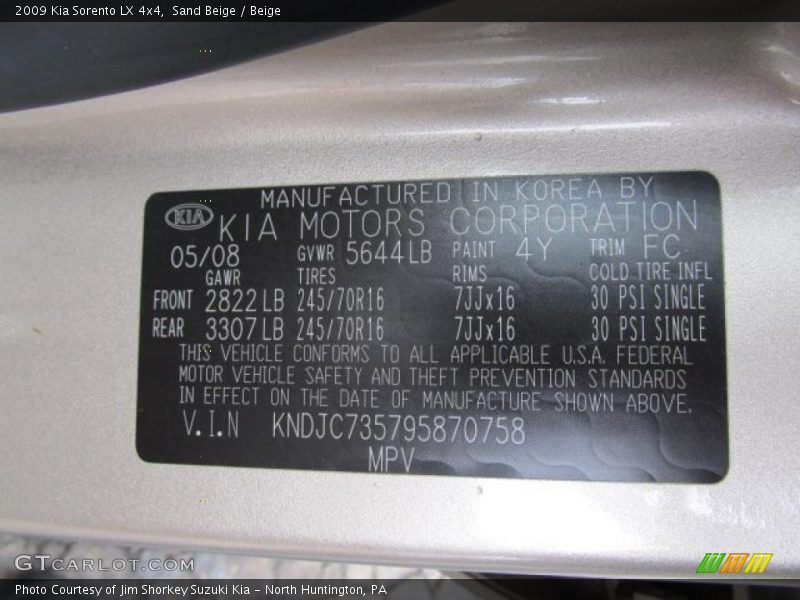 2009 Kia Sorento LX 4x4, Sand Beige / Beige
MANUFACTURED IN KOREA BY
KIA KIA MOTORS CORPORATION
05/08 GVWR 5644LB PAINT 4Y TRIM FC
GAWR TIRES RIMS COLD TIRE INFL
FRONT 2822LB 245/70R16 7JJx16 30 PSI SINGLE
REAR 3307LB 245/70R16 7JJx16 30 PSI SINGLE
THIS VEHICLE CONFORMS TO ALL APPLICABLE U.S.A. FEDERAL
MOTOR VEHICLE SAFETY AND THEFT PREVENTION STANDARDS
IN EFFECT ON THE DATE OF MANUFACTURE SHOWN ABOVE.
V.I.N KNDJC735795870758
MPV
GTCARLOT.COM
Photo Courtesy of Jim Shorkey Suzuki Kia - North Huntington, PA